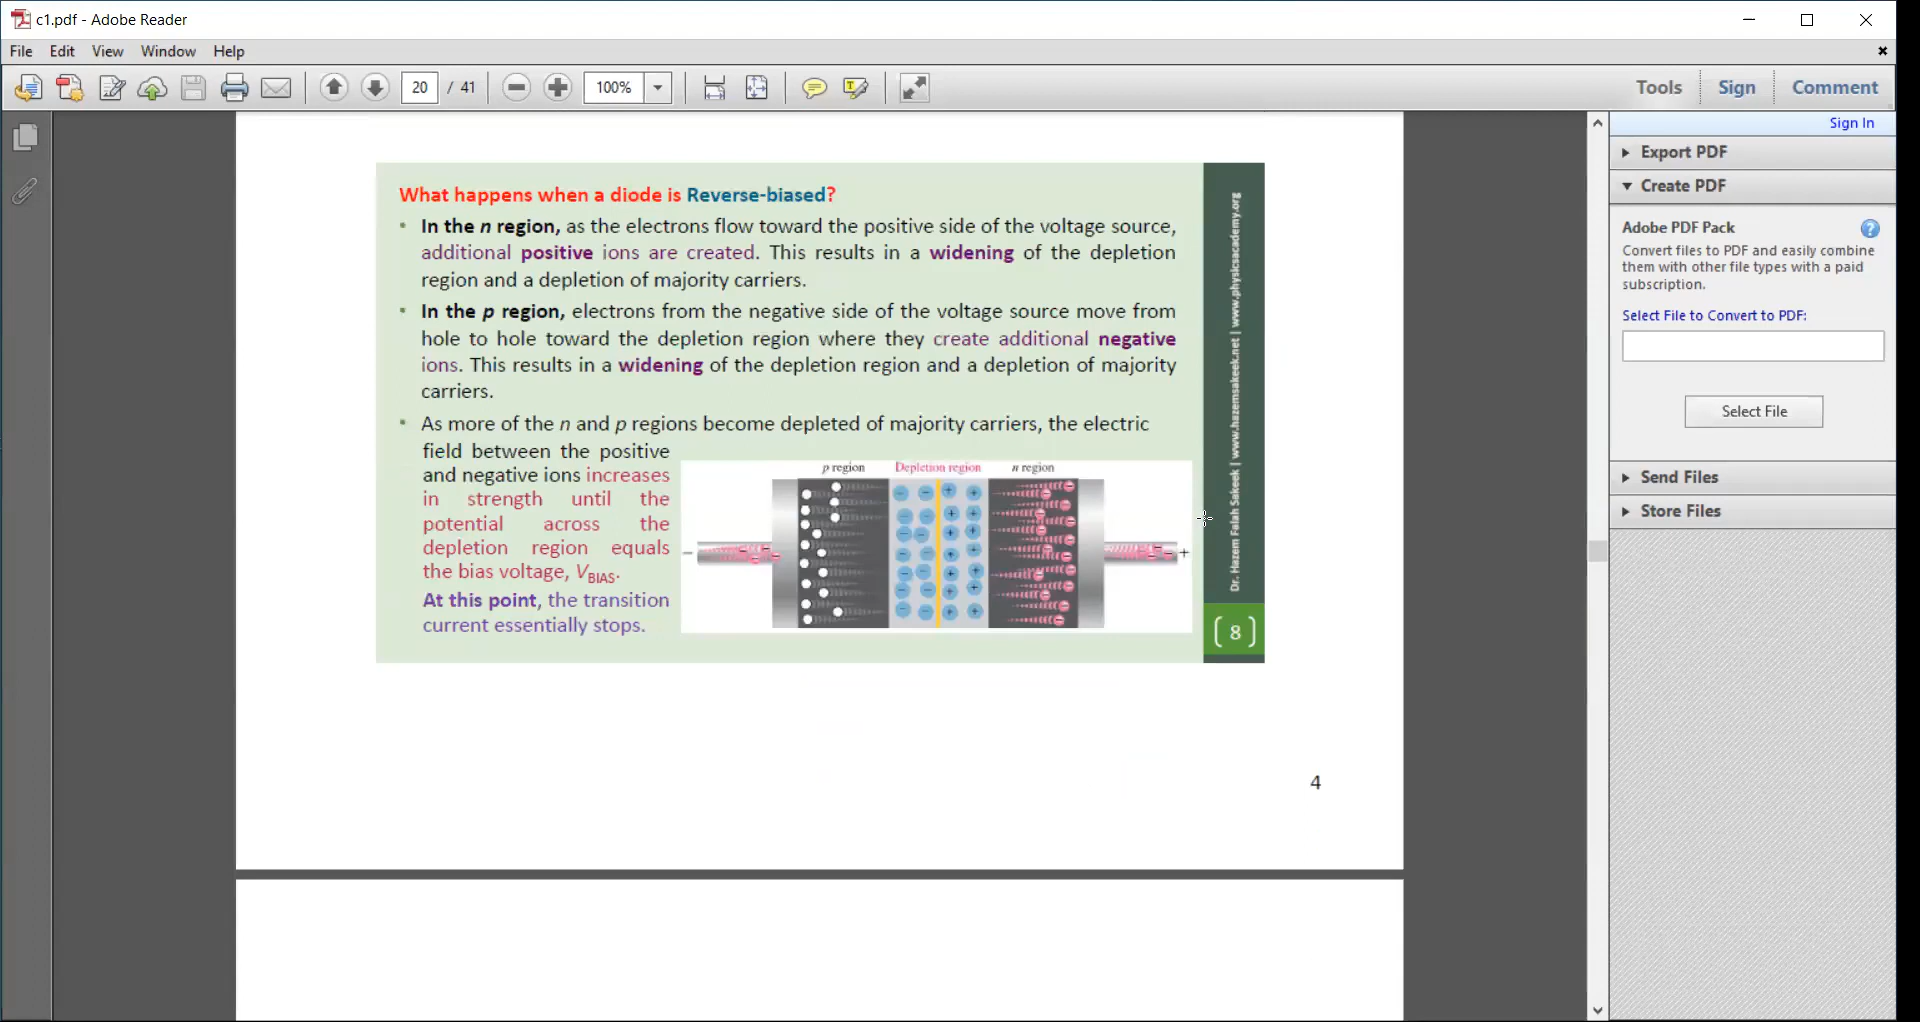 c1.pdf - Adobe Reader
File Edit View Window Help
20 / 41 100% Tools Sign Comment
Sign In
Export PDF
Create PDF
Adobe PDF Pack
Convert files to PDF and easily combine
them with other file types with a paid
subscription.
Select File to Convert to PDF:
Select File
Send Files
Store Files
What happens when a diode is Reverse-biased?
• In the n region, as the electrons flow toward the positive side of the voltage source,
additional positive ions are created. This results in a widening of the depletion
region and a depletion of majority carriers.
• In the p region, electrons from the negative side of the voltage source move from
hole to hole toward the depletion region where they create additional negative
ions. This results in a widening of the depletion region and a depletion of majority
carriers.
• As more of the n and p regions become depleted of majority carriers, the electric
field between the positive
and negative ions increases
in strength until the
potential across the
depletion region equals
the bias voltage, VBIAS.
At this point, the transition
current essentially stops.
p region Depletion region n region
− +
Dr. Hazem Falah Sakeek | www.hazemsakeek.net | www.physicsacademy.org
[ 8 ]
4